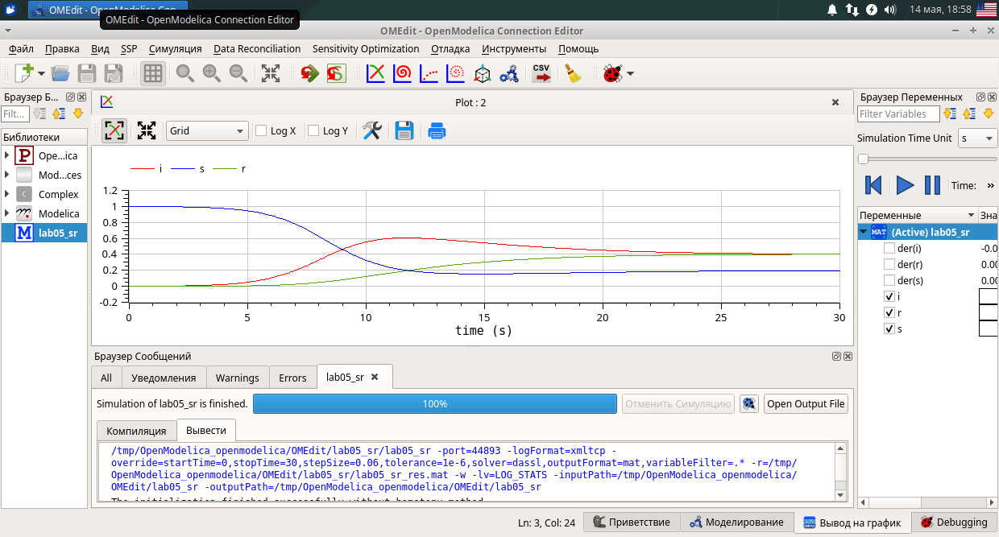 OMEdit - OpenModelica Con...
14 мая, 18:58
OMEdit - OpenModelica Connection Editor
OMEdit - OpenModelica Connection Editor
Файл Правка Вид SSP Симуляция Data Reconciliation Sensitivity Optimization Отладка Инструменты Помощь
CSV
Браузер Б...
Filt...
Библиотеки
P Ope...ica
Mod...ces
C Complex
Modelica
M lab05_sr
Plot : 2
Grid Log X Log Y
i s r
1.2
1
0.8
0.6
0.4
0.2
0
-0.2
0 5 10 15 20 25 30
time (s)
Браузер Переменных
Filter Variables
Simulation Time Unit s
Time: »
Переменные Зна
MAT (Active) lab05_sr
der(i) -0.0
der(r) 0.00
der(s) 0.00
i
r
s
Браузер Сообщений
All Уведомления Warnings Errors lab05_sr
Simulation of lab05_sr is finished. 100% Отменить Симуляцию Open Output File
Компиляция Вывести
/tmp/OpenModelica_openmodelica/OMEdit/lab05_sr/lab05_sr -port=44893 -logFormat=xmltcp -
override=startTime=0,stopTime=30,stepSize=0.06,tolerance=1e-6,solver=dassl,outputFormat=mat,variableFilter=.* -r=/tmp/
OpenModelica_openmodelica/OMEdit/lab05_sr/lab05_sr_res.mat -w -lv=LOG_STATS -inputPath=/tmp/OpenModelica_openmodelica/
OMEdit/lab05_sr -outputPath=/tmp/OpenModelica_openmodelica/OMEdit/lab05_sr
The initialization finished successfully without homotopy method.
Ln: 3, Col: 24 Приветствие Моделирование Вывод на график Debugging